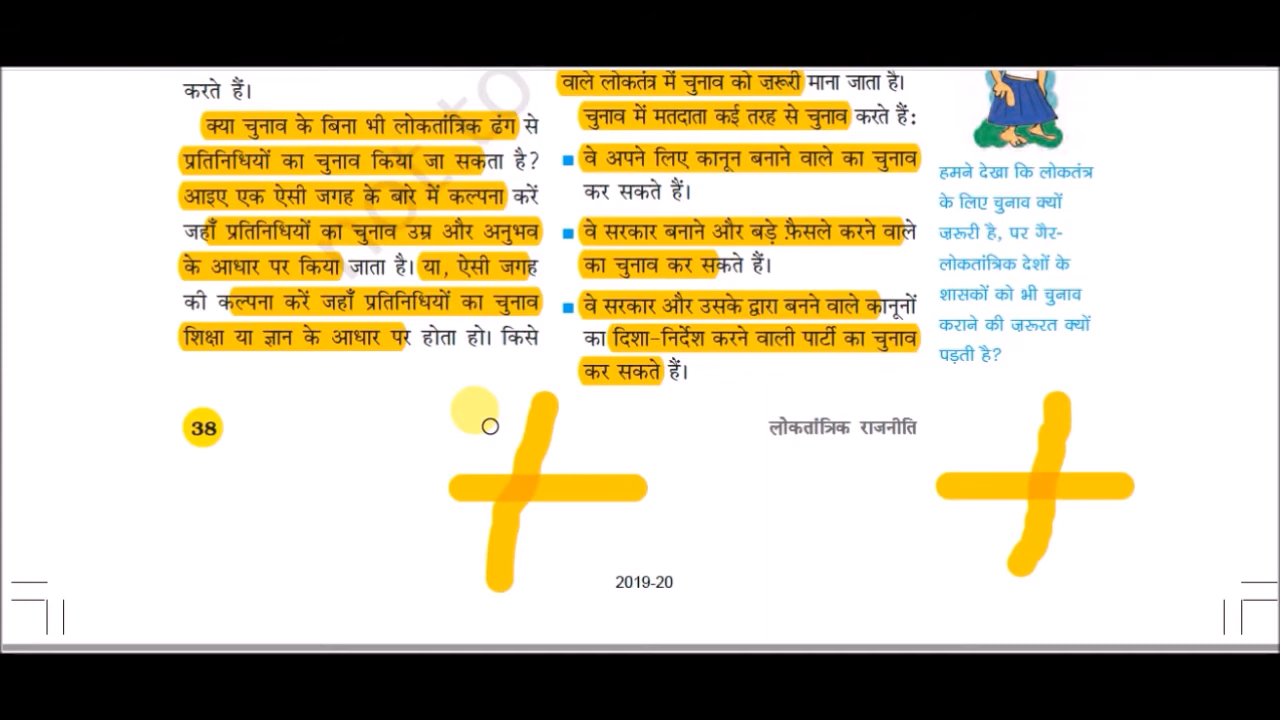 करते हैं।
क्या चुनाव के बिना भी लोकतांत्रिक ढंग से
प्रतिनिधियों का चुनाव किया जा सकता है?
आइए एक ऐसी जगह के बारे में कल्पना करें
जहाँ प्रतिनिधियों का चुनाव उम्र और अनुभव
के आधार पर किया जाता है। या, ऐसी जगह
की कल्पना करें जहाँ प्रतिनिधियों का चुनाव
शिक्षा या ज्ञान के आधार पर होता हो। किसे
वाले लोकतंत्र में चुनाव को ज़रूरी माना जाता है।
चुनाव में मतदाता कई तरह से चुनाव करते हैं:
■ वे अपने लिए कानून बनाने वाले का चुनाव
कर सकते हैं।
■ वे सरकार बनाने और बड़े फ़ैसले करने वाले
का चुनाव कर सकते हैं।
■ वे सरकार और उसके द्वारा बनने वाले कानूनों
का दिशा-निर्देश करने वाली पार्टी का चुनाव
कर सकते हैं।
हमने देखा कि लोकतंत्र
के लिए चुनाव क्यों
ज़रूरी है, पर गैर-
लोकतांत्रिक देशों के
शासकों को भी चुनाव
कराने की ज़रूरत क्यों
पड़ती है?
38
लोकतांत्रिक राजनीति
2019-20
not to